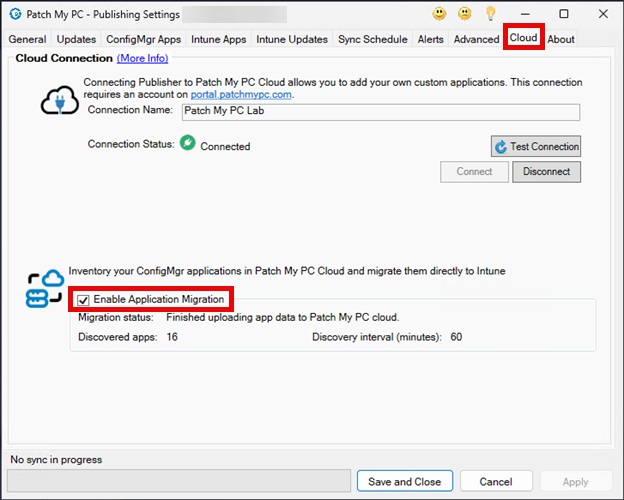 Patch My PC - Publishing Settings
General Updates ConfigMgr Apps Intune Apps Intune Updates Sync Schedule Alerts Advanced Cloud About
Cloud Connection (More Info)
Connecting Publisher to Patch My PC Cloud allows you to add your own custom applications. This connection
requires an account on portal.patchmypc.com.
Connection Name: Patch My PC Lab
Connection Status: Connected
Test Connection
Connect Disconnect
Inventory your ConfigMgr applications in Patch My PC Cloud and migrate them directly to Intune
Enable Application Migration
Migration status: Finished uploading app data to Patch My PC cloud.
Discovered apps: 16 Discovery interval (minutes): 60
No sync in progress
Save and Close Cancel Apply